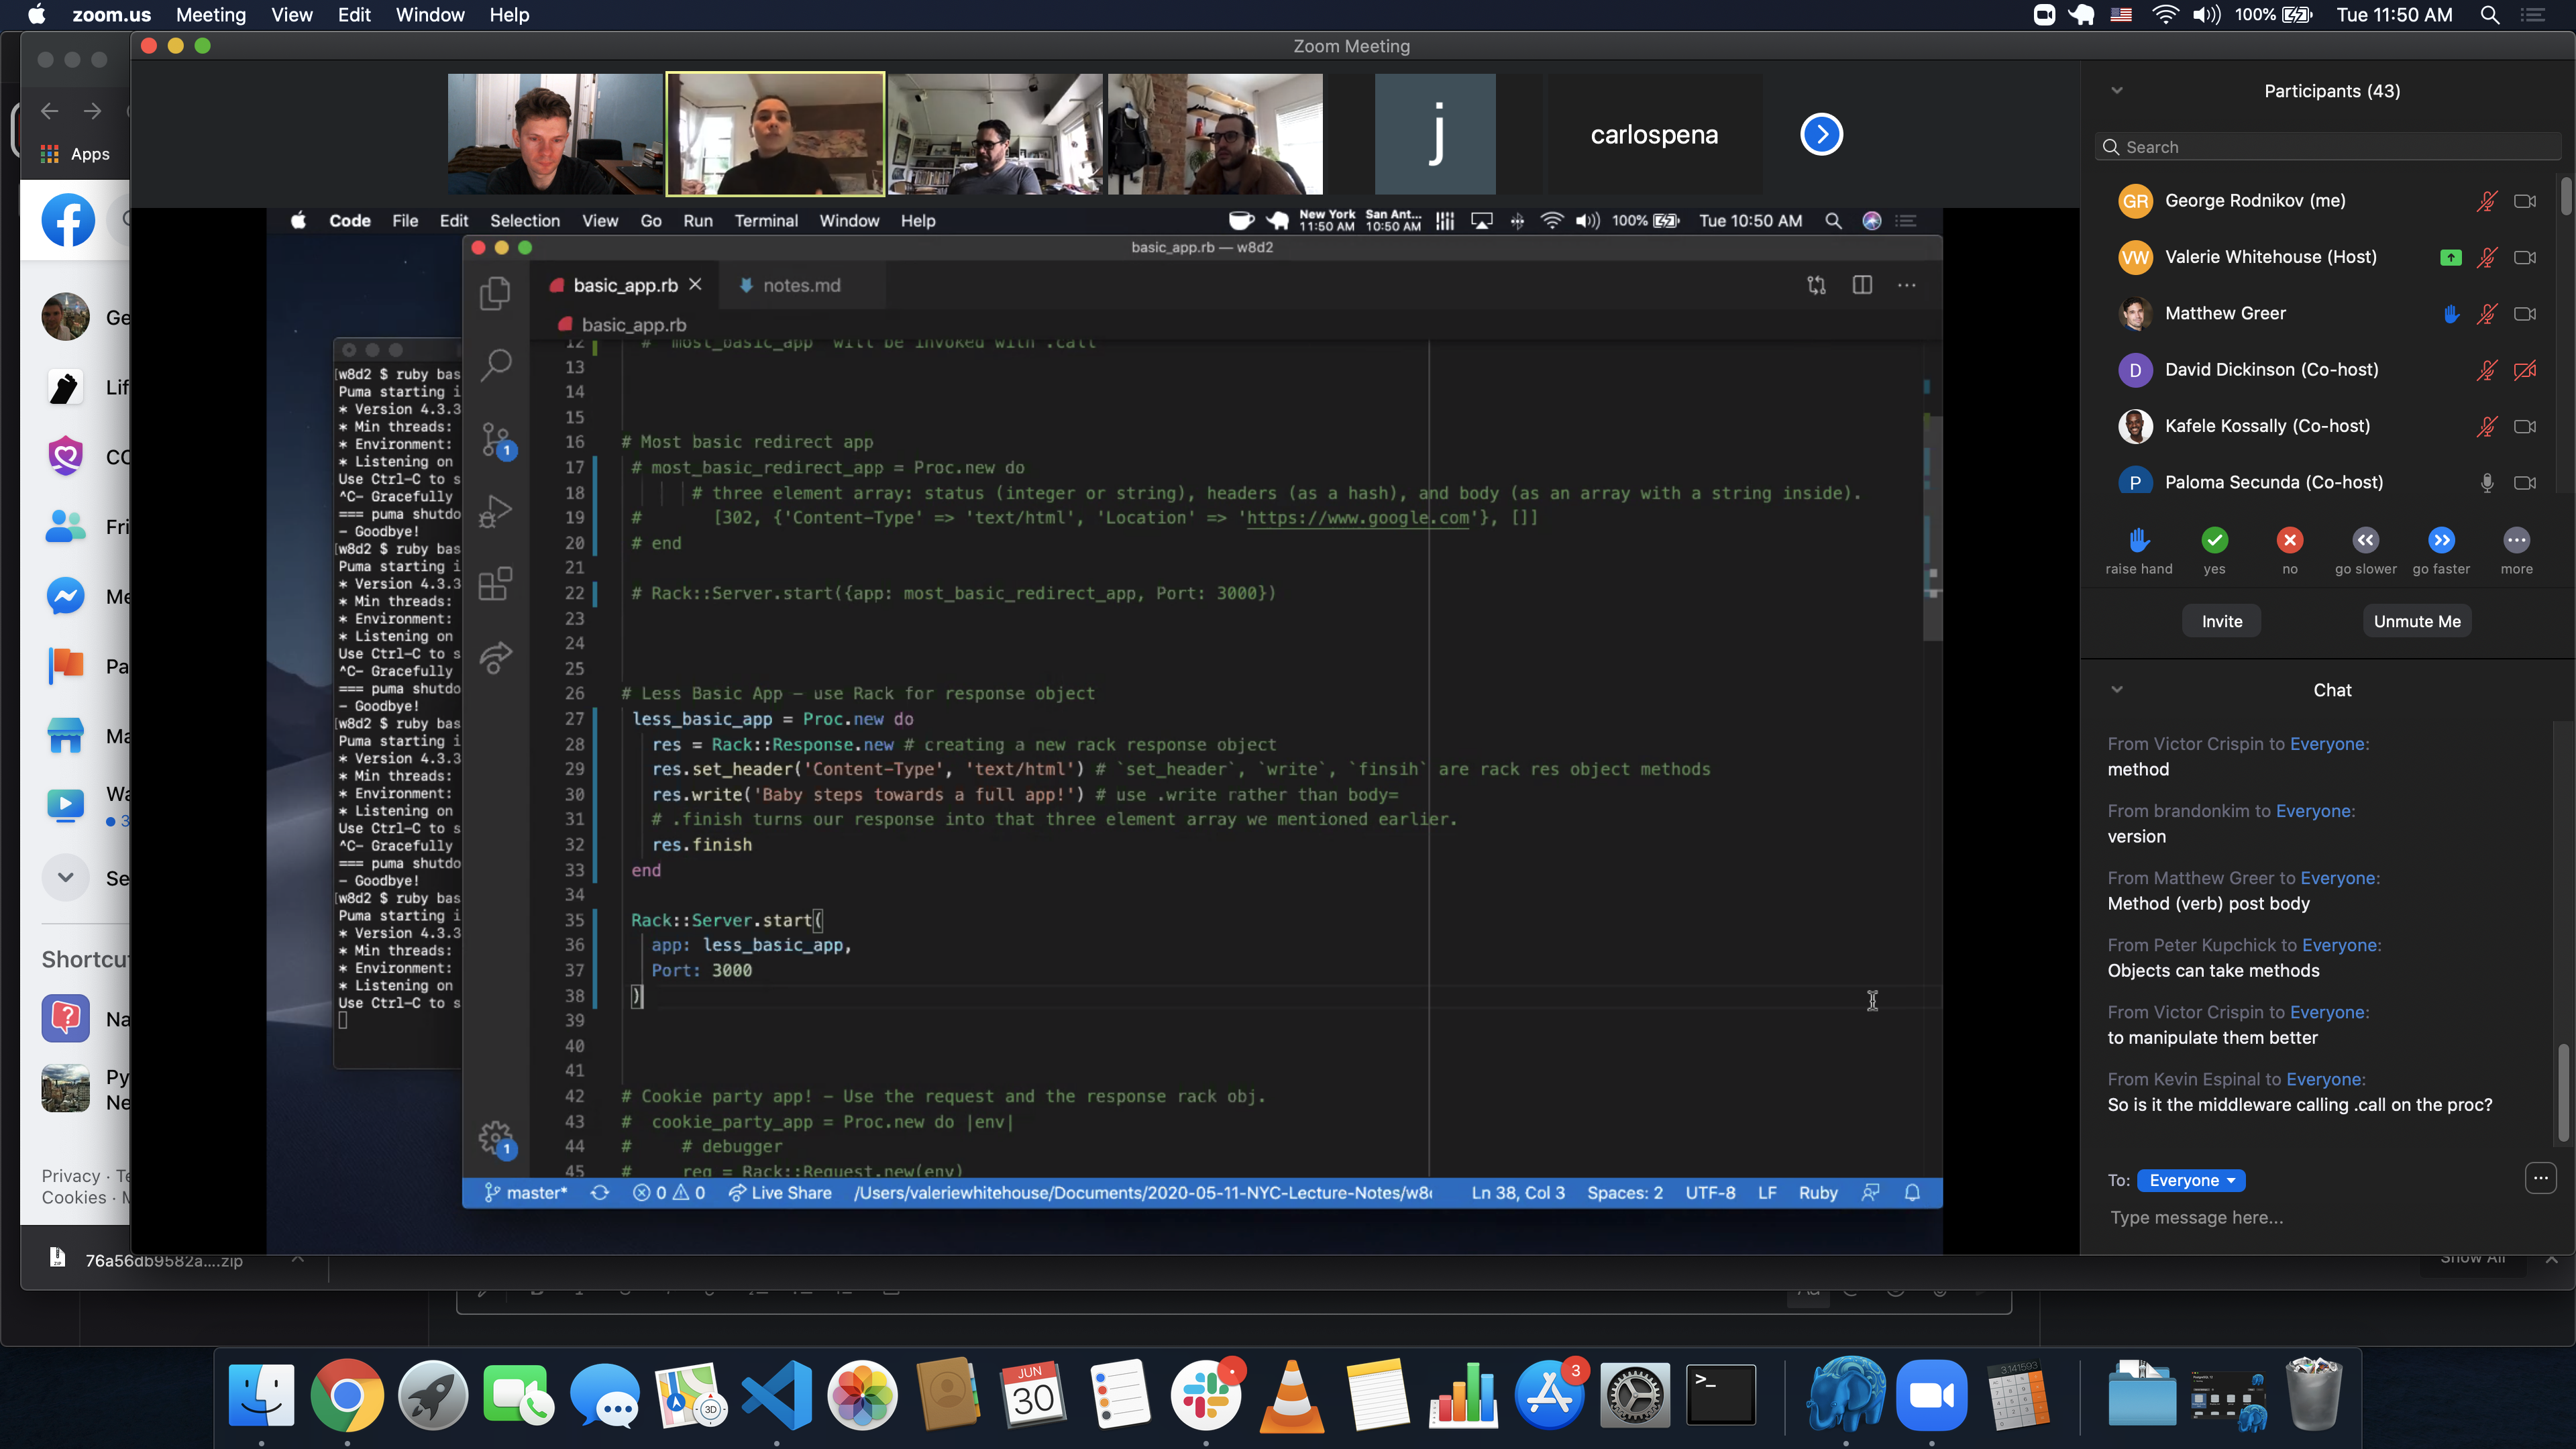 zoom.us Meeting View Edit Window Help
100% Tue 11:50 AM
Zoom Meeting
Apps
j
carlospena
Participants (43)
Search
GR George Rodnikov (me)
VW Valerie Whitehouse (Host)
Matthew Greer
D David Dickinson (Co-host)
Kafele Kossally (Co-host)
P Paloma Secunda (Co-host)
raise hand yes no go slower go faster more
Invite Unmute Me
Chat
From Victor Crispin to Everyone:
method
From brandonkim to Everyone:
version
From Matthew Greer to Everyone:
Method (verb) post body
From Peter Kupchick to Everyone:
Objects can take methods
From Victor Crispin to Everyone:
to manipulate them better
From Kevin Espinal to Everyone:
So is it the middleware calling .call on the proc?
To: Everyone
Type message here...
Code File Edit Selection View Go Run Terminal Window Help
New York 11:50 AM San Ant... 10:50 AM 100% Tue 10:50 AM
basic_app.rb — w8d2
basic_app.rb notes.md
basic_app.rb
12 # most_basic_app will be invoked with .call
13
14
15
16 # Most basic redirect app
17 # most_basic_redirect_app = Proc.new do
18 # three element array: status (integer or string), headers (as a hash), and body (as an array with a string inside).
19 # [302, {'Content-Type' => 'text/html', 'Location' => 'https://www.google.com'}, []]
20 # end
21
22 # Rack::Server.start({app: most_basic_redirect_app, Port: 3000})
23
24
25
26 # Less Basic App – use Rack for response object
27 less_basic_app = Proc.new do
28 res = Rack::Response.new # creating a new rack response object
29 res.set_header('Content-Type', 'text/html') # `set_header`, `write`, `finsih` are rack res object methods
30 res.write('Baby steps towards a full app!') # use .write rather than body=
31 # .finish turns our response into that three element array we mentioned earlier.
32 res.finish
33 end
34
35 Rack::Server.start(
36 app: less_basic_app,
37 Port: 3000
38 )
39
40
41
42 # Cookie party app! – Use the request and the response rack obj.
43 # cookie_party_app = Proc.new do |env|
44 # # debugger
45 # req = Rack::Request.new(env)
1
1
master* 0 0 Live Share /Users/valeriewhitehouse/Documents/2020-05-11-NYC-Lecture-Notes/w8 Ln 38, Col 3 Spaces: 2 UTF-8 LF Ruby
[w8d2 $ ruby bas
Puma starting i
* Version 4.3.3
* Min threads:
* Environment:
* Listening on
Use Ctrl-C to s
^C- Gracefully
=== puma shutdo
- Goodbye!
[w8d2 $ ruby bas
Puma starting i
* Version 4.3.3
* Min threads:
* Environment:
* Listening on
Use Ctrl-C to s
^C- Gracefully
=== puma shutdo
- Goodbye!
[w8d2 $ ruby bas
Puma starting i
* Version 4.3.3
* Min threads:
* Environment:
* Listening on
Use Ctrl-C to s
^C- Gracefully
=== puma shutdo
- Goodbye!
[w8d2 $ ruby bas
Puma starting i
* Version 4.3.3
* Min threads:
* Environment:
* Listening on
Use Ctrl-C to s
Ge
Lif
CO
Fri
Me
Pa
Ma
Wa
3
Se
Shortcu
Na
Py
Ne
Privacy · Te
Cookies ·
76a56db9582a....zip
Show All
JUN
30
3D
3
3.141593